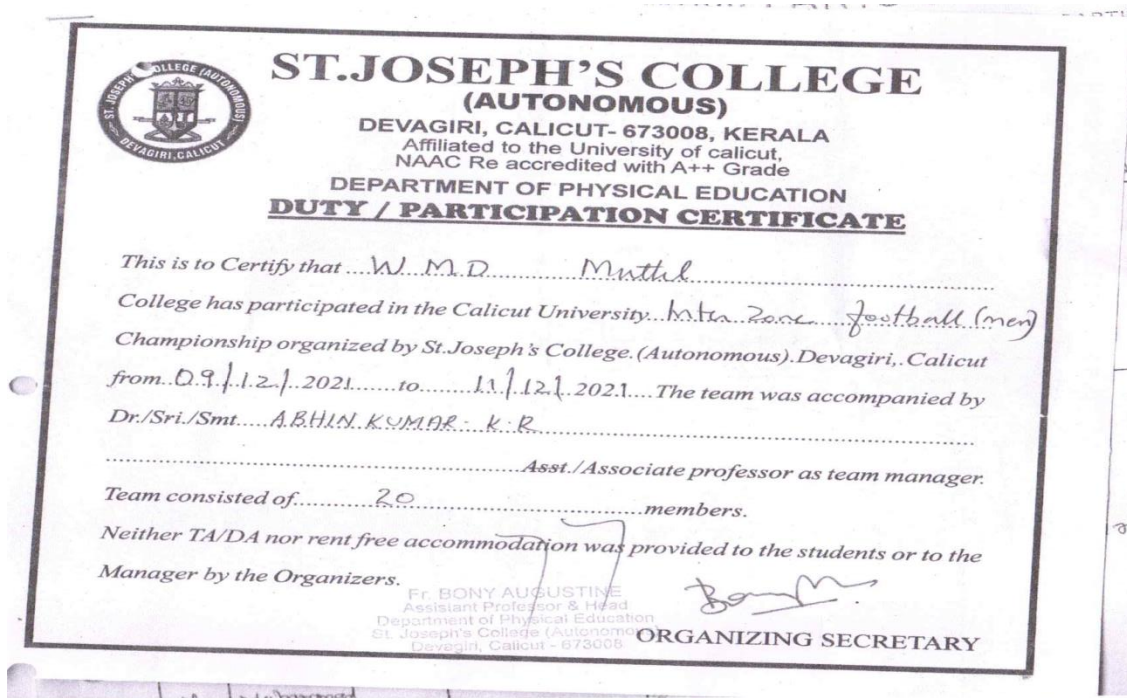 ST.JOSEPH'S COLLEGE
(AUTONOMOUS)
DEVAGIRI, CALICUT- 673008, KERALA
Affiliated to the University of calicut,
NAAC Re accredited with A++ Grade
DEPARTMENT OF PHYSICAL EDUCATION
DUTY / PARTICIPATION CERTIFICATE
ST. JOSEPH'S COLLEGE (AUTONOMOUS)
DEVAGIRI, CALICUT
This is to Certify that W.M.O
College has participated in the Calicut University Inter Zone football (men)
Championship organized by St.Joseph's College.(Autonomous).Devagiri,. Calicut
from 09/12/2021 to 11/12/2021 The team was accompanied by
Dr./Sri./Smt. ABHIN KUMAR. K.R
Asst./Associate professor as team manager.
Team consisted of 20 members.
Neither TA/DA nor rent free accommodation was provided to the students or to the
Manager by the Organizers.
Fr. BONY AUGUSTINE
Assistant Professor & Head
Department of Physical Education
St. Joseph's College (Autonomous)
Devagiri, Calicut - 673008
ORGANIZING SECRETARY